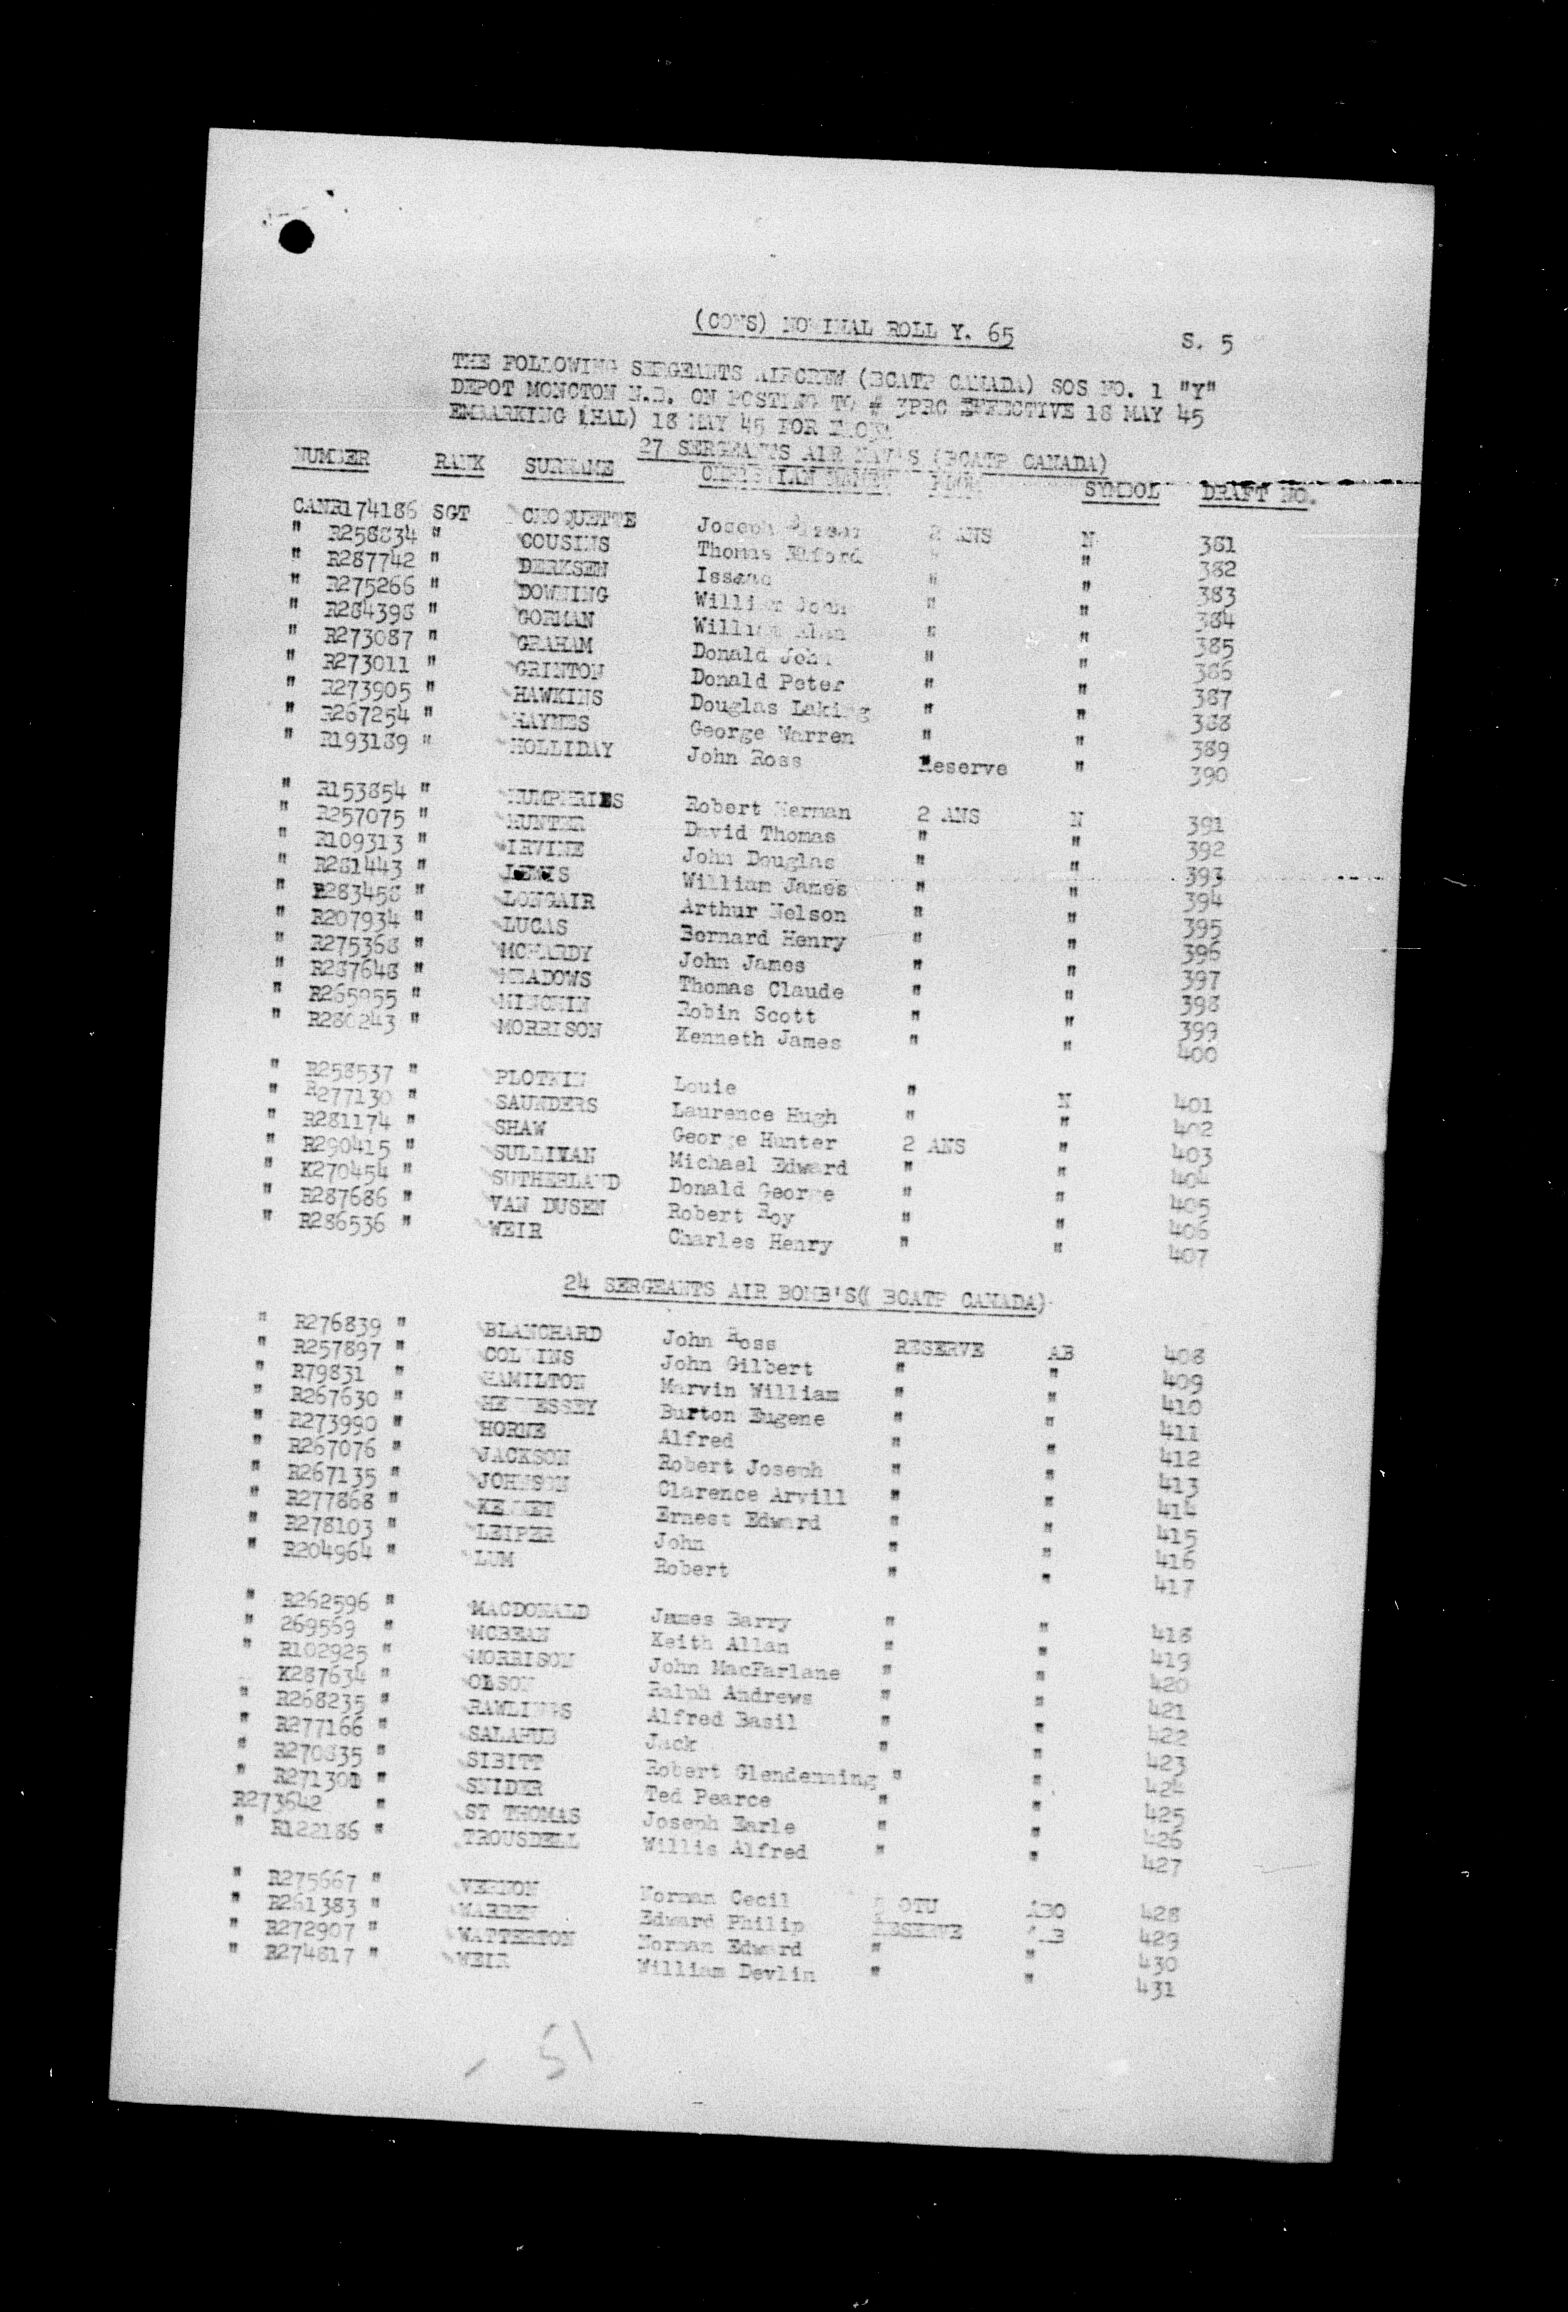 (CONS) NOMINAL ROLL Y. 65 S. 5
THE FOLLOWING SERGEANTS AIRCREW (BCATP CANADA) SOS NO. 1 "Y"
DEPOT MONCTON N.B. ON POSTING TO # 3PRC EFFECTIVE 18 MAY 45
EMBARKING (HAL) 18 MAY 45 FOR
27 SERGEANTS AIR NAV'S (BCATP CANADA)
NUMBER RANK SURNAME CHRISTIAN NAMES FROM SYMBOL DRAFT NO.
CANR174186 SGT CHOQUETTE Joseph 2 ANS N 381
" R258834 " COUSINS Thomas " " 382
" R287742 " DERKSEN " " 383
" R275266 " DOWNING William John " " 384
" R284398 " GORMAN William Alan " " 385
" R273087 " GRAHAM Donald John " " 386
" R273011 " GRINTON Donald Peter " " 387
" R273905 " HAWKINS Douglas Laking " " 388
" R267254 " HAYNES George Warren " " 389
" R193189 " HOLLIDAY John Ross Reserve " 390
" R153854 " HUMPHRIES Robert Herman 2 ANS N 391
" R257075 " HUNTER David Thomas " " 392
" R109313 " IRVINE John Douglas " " 393
" R281443 " LEWIS William James " " 394
" R283458 " LONGAIR Arthur Nelson " " 395
" R207934 " LUCAS Bernard Henry " " 396
" R275368 " MCHARDY John James " " 397
" R287648 " MEADOWS Thomas Claude " " 398
" R265955 " MINCHIN Robin Scott " " 399
" R280243 " MORRISON Kenneth James " " 400
" R258537 " PLOTKIN Louie " N 401
" R277130 " SAUNDERS Laurence Hugh " " 402
" R281174 " SHAW George Hunter 2 ANS " 403
" R290415 " SULLIVAN Michael Edward " " 404
" K270454 " SUTHERLAND Donald George " " 405
" R287686 " VAN DUSEN Robert Roy " " 406
" R286536 " WEIR Charles Henry " " 407
24 SERGEANTS AIR BOMB'S(( BCATP CANADA)
" R276839 " BLANCHARD John Ross RESERVE AB 408
" R257897 " COLLINS John Gilbert " " 409
" R79831 " HAMILTON Marvin William " " 410
" R267630 " HENNESSEY Burton Eugene " " 411
" R273990 " HORNE Alfred " " 412
" R267076 " JACKSON Robert Joseph " " 413
" R267135 " JOHNSON Clarence Arvill " " 414
" R277868 " Ernest Edward " " 415
" R278103 " LEIPER John " " 416
" R204964 " LUM Robert " " 417
" R262596 " MACDONALD James Barry " " 418
" 269569 " MCBEAN Keith Allan " " 419
" R102925 " MORRISON John MacFarlane " " 420
K287634 " OLSON Ralph Andrews " " 421
" R268235 " RAWLINGS Alfred Basil " " 422
" R277166 " SALAHUB Jack " " 423
" R270835 " SIBITT Robert Glendenning " " 424
" R27130 " SNIDER Ted Pearce " " 425
R273642 " ST THOMAS Joseph Earle " " 426
" R122186 " TROUSDELL Willis Alfred " " 427
" R275667 " VERNON Norman Cecil OTU ABO 428
" R261383 " WARREN Edward Philip RESERVE AB 429
" R272907 " WATTERTON Norman Edward " " 430
" R274817 " WEIR William Devlin " " 431
51